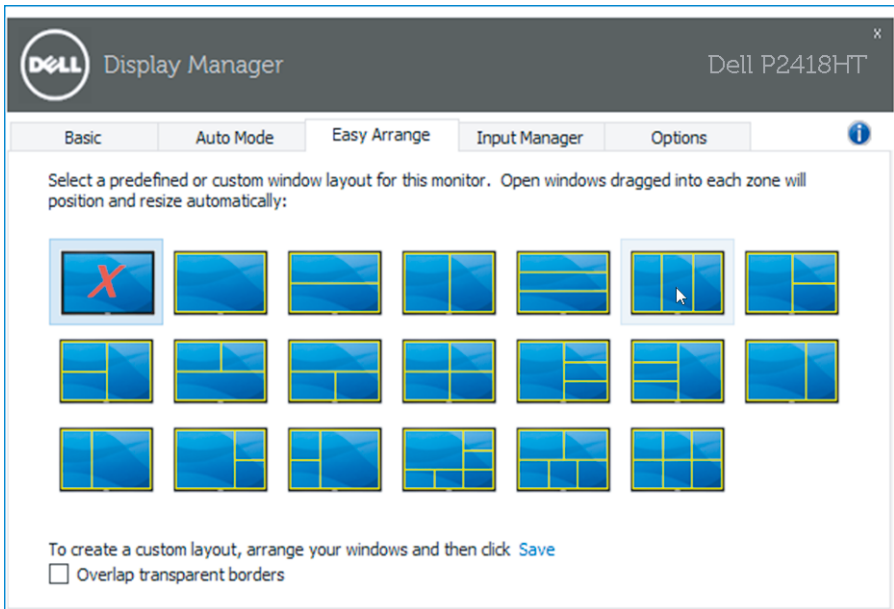 X
DELL
Display Manager
Dell P2418HT
Basic
Auto Mode
Easy Arrange
Input Manager
Options
i
Select a predefined or custom window layout for this monitor. Open windows dragged into each zone will
position and resize automatically:
X
To create a custom layout, arrange your windows and then click Save
Overlap transparent borders